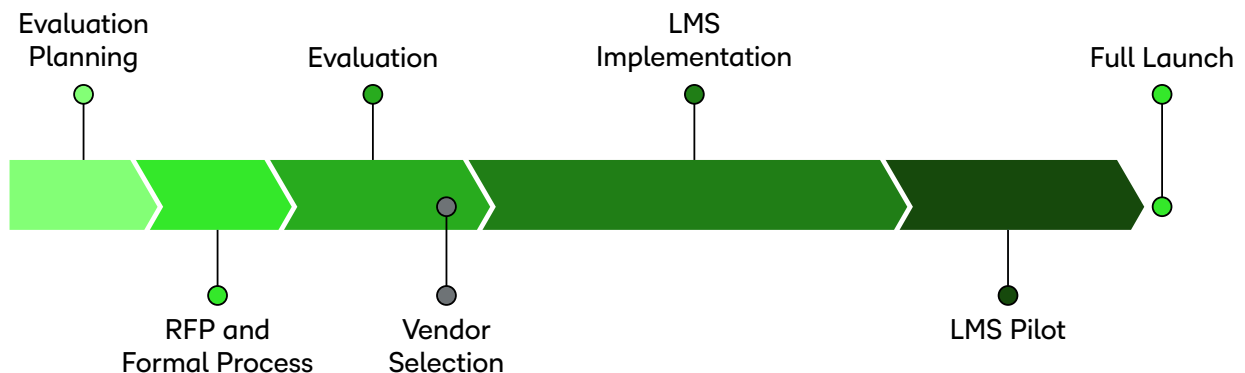 Evaluation
Planning
Evaluation
LMS
Implementation
Full Launch
RFP and
Formal Process
Vendor
Selection
LMS Pilot